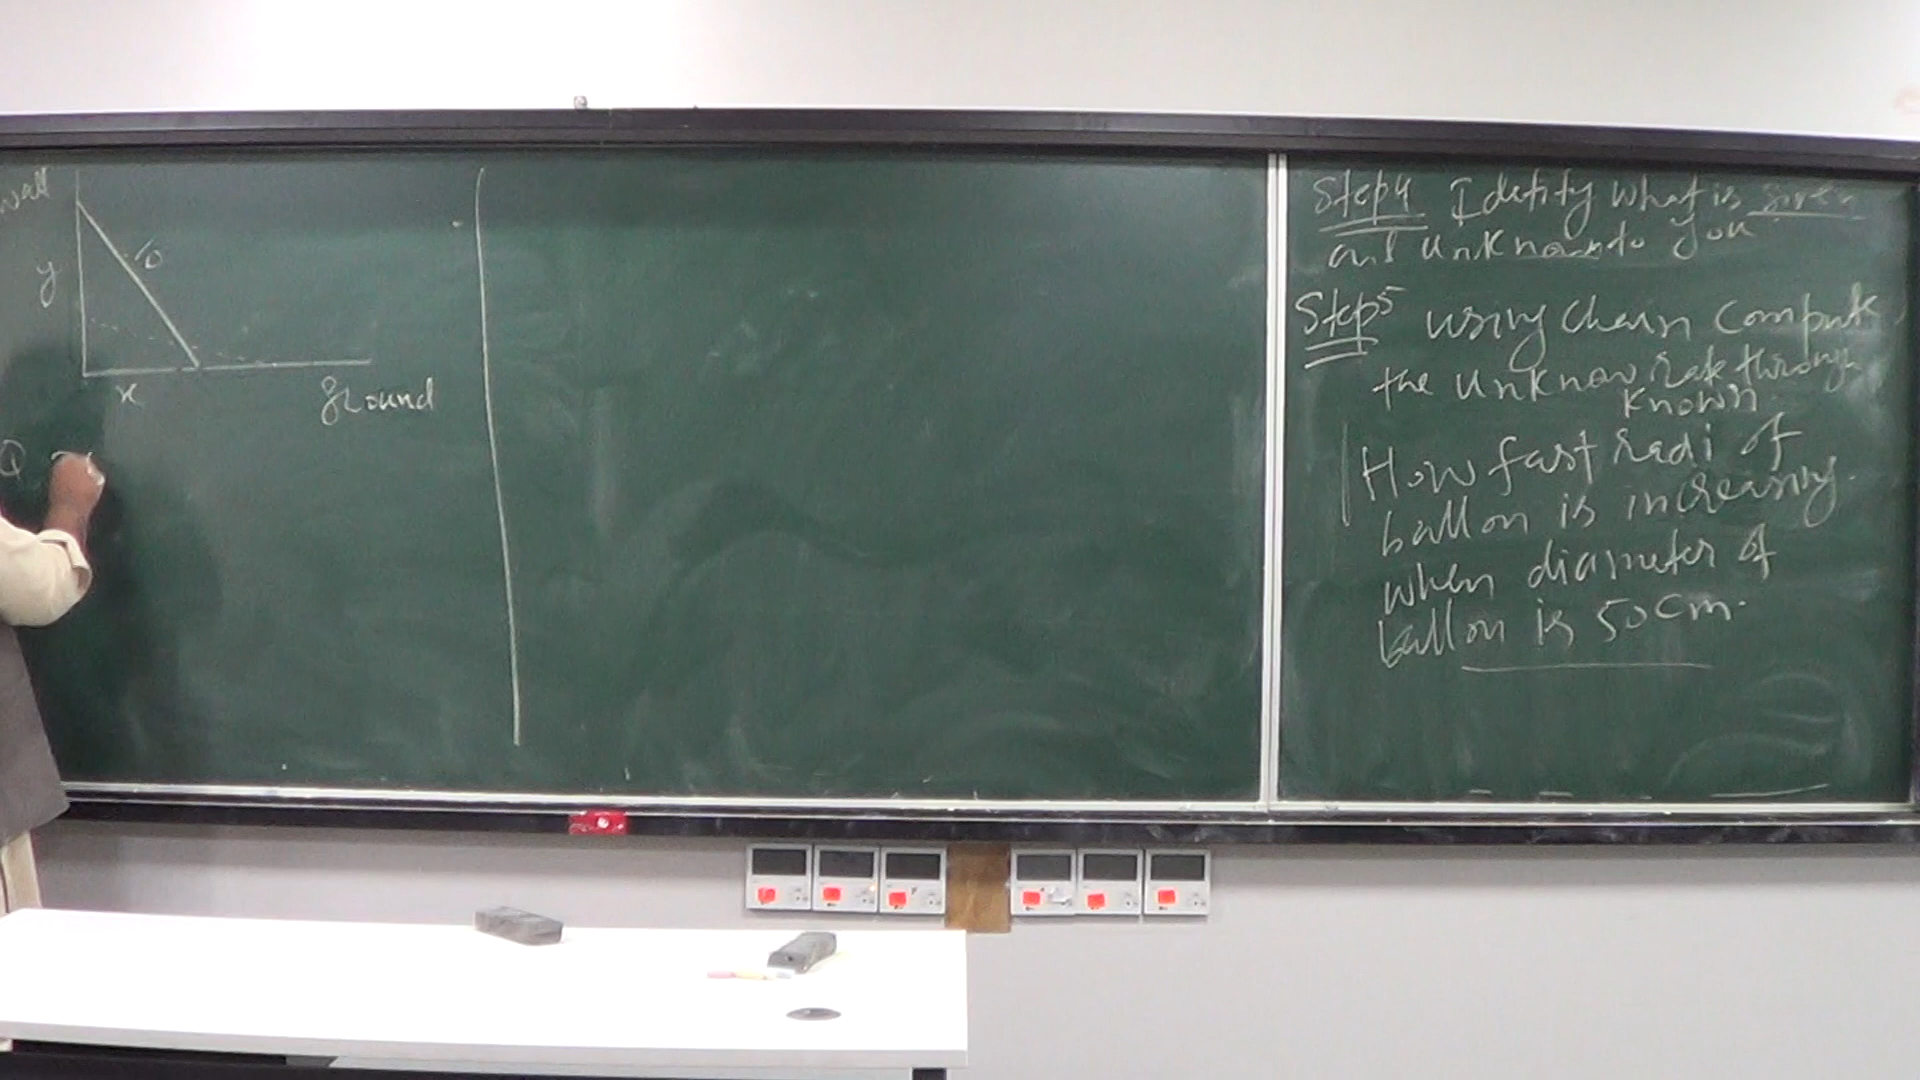 wall
10
y
x
ground
Q
Step4 Idetify what is given
and unknown to you
Step5 using chain compute
the unknow rate through
known
How fast radi of
ballon is increasing.
when diameter of
ballon is 50cm.